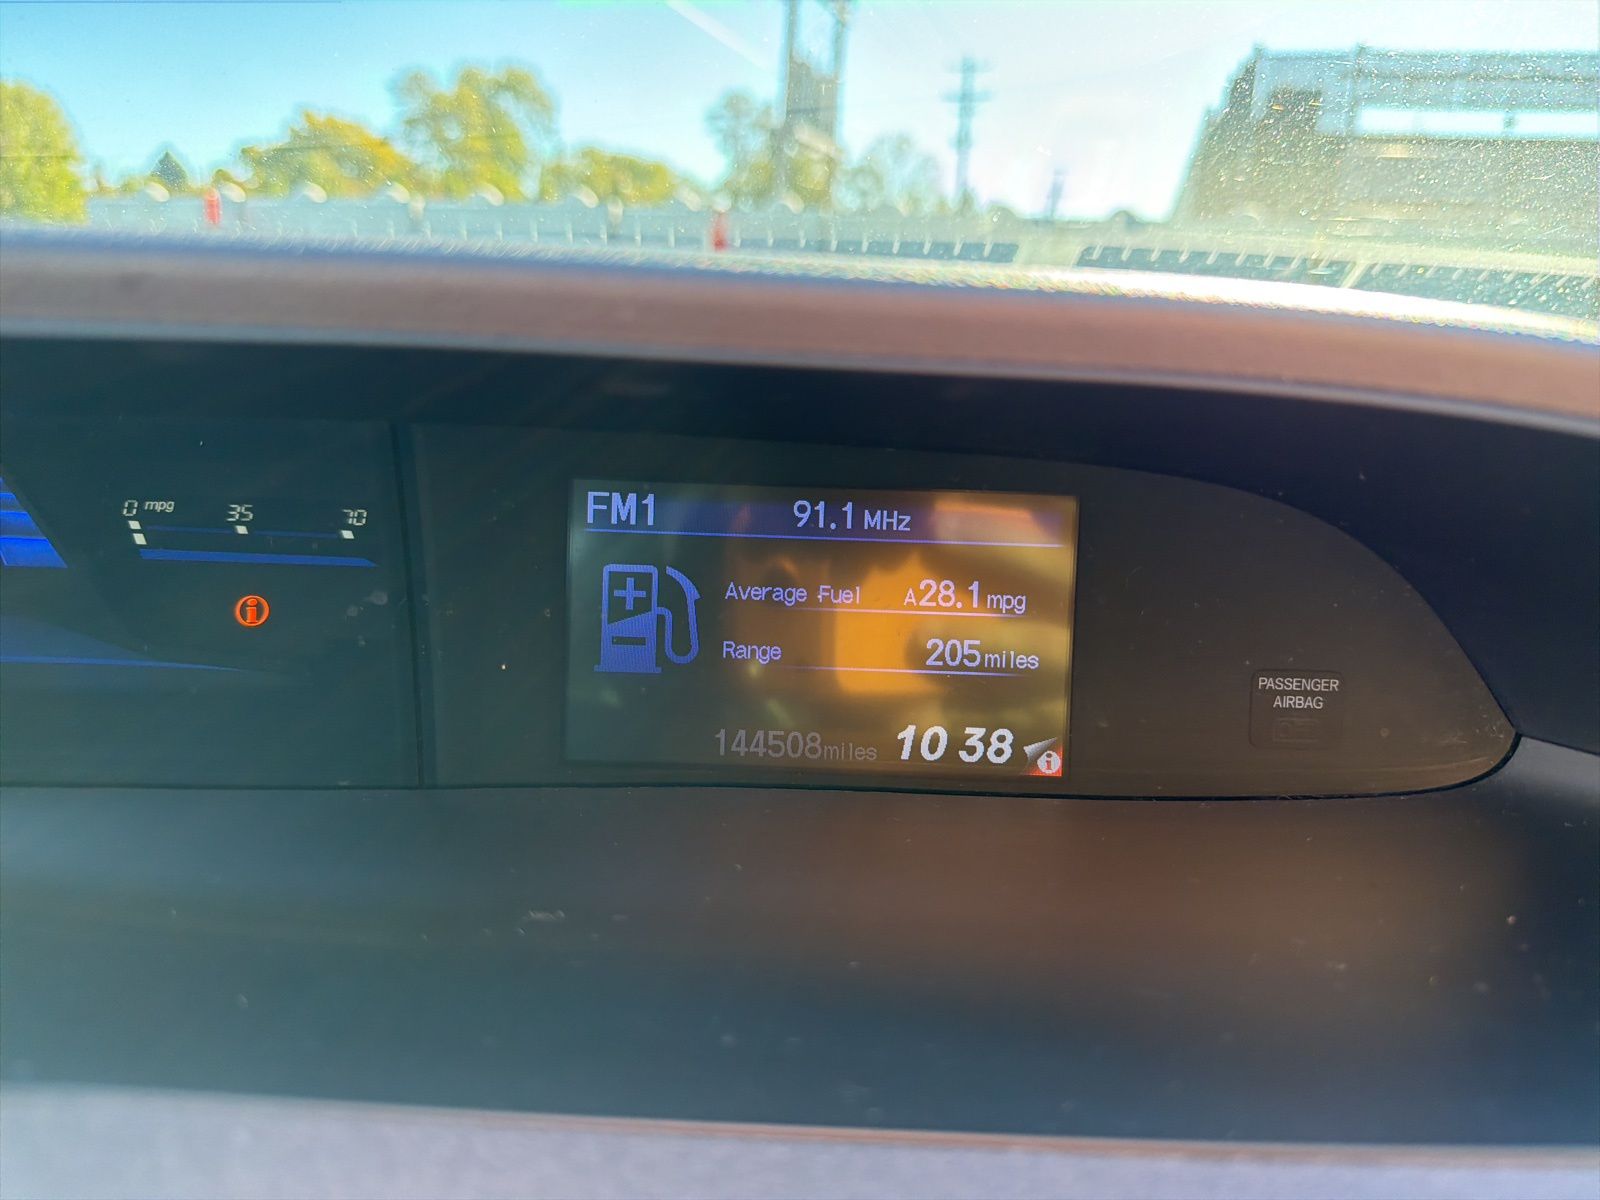 0 mpg 35 70
FM1 91.1 MHz
Average Fuel A28.1 mpg
Range 205 miles
144508 miles 10 38
PASSENGER
AIRBAG